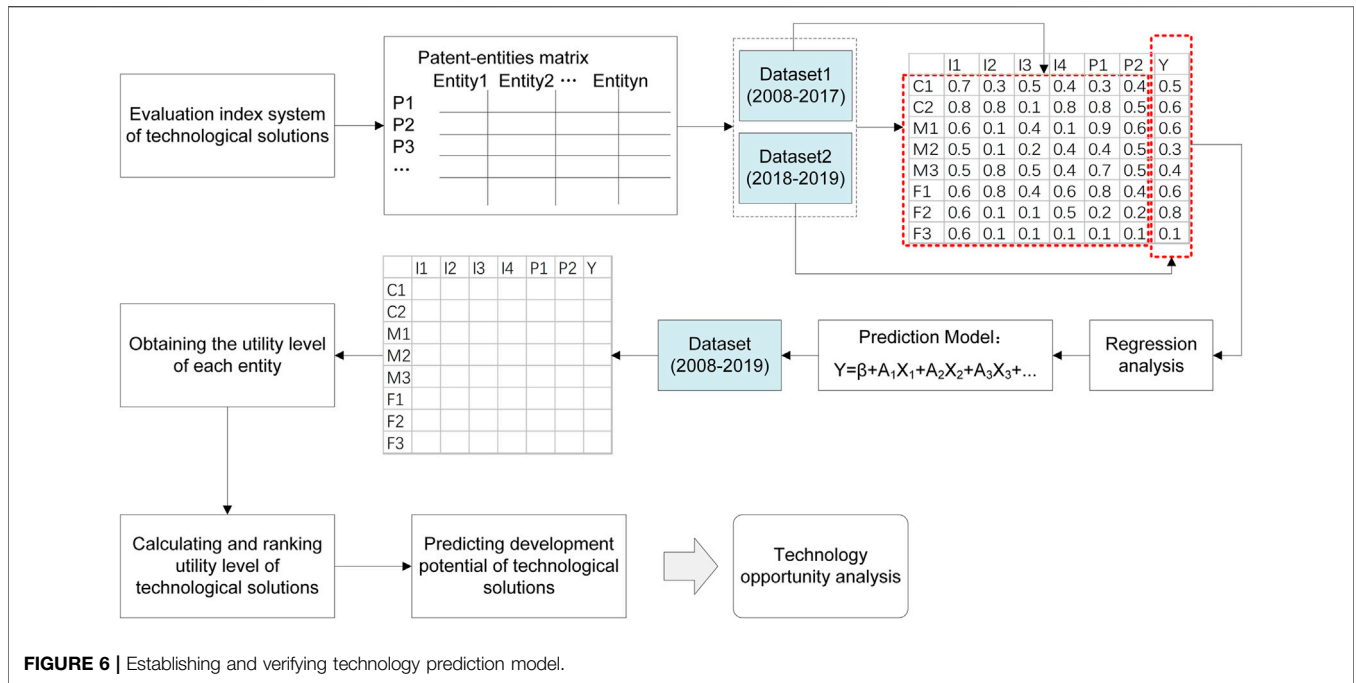 Evaluation index system
of technological solutions
Patent-entities matrix
Entity1 Entity2 ··· Entityn
P1
P2
P3
···
Dataset1
(2008-2017)
Dataset2
(2018-2019)
I1 I2 I3 I4 P1 P2 Y
C1 0.7 0.3 0.5 0.4 0.3 0.4 0.5
C2 0.8 0.8 0.1 0.8 0.8 0.5 0.6
M1 0.6 0.1 0.4 0.1 0.9 0.6 0.6
M2 0.5 0.1 0.2 0.4 0.4 0.5 0.3
M3 0.5 0.8 0.5 0.4 0.7 0.5 0.4
F1 0.6 0.8 0.4 0.6 0.8 0.4 0.6
F2 0.6 0.1 0.1 0.5 0.2 0.2 0.8
F3 0.6 0.1 0.1 0.1 0.1 0.1 0.1
Regression
analysis
Prediction Model：
Y=β+A₁X₁+A₂X₂+A₃X₃+...
Dataset
(2008-2019)
I1 I2 I3 I4 P1 P2 Y
C1
C2
M1
M2
M3
F1
F2
F3
Obtaining the utility level
of each entity
Calculating and ranking
utility level of
technological solutions
Predicting development
potential of technological
solutions
Technology
opportunity analysis
FIGURE 6 | Establishing and verifying technology prediction model.